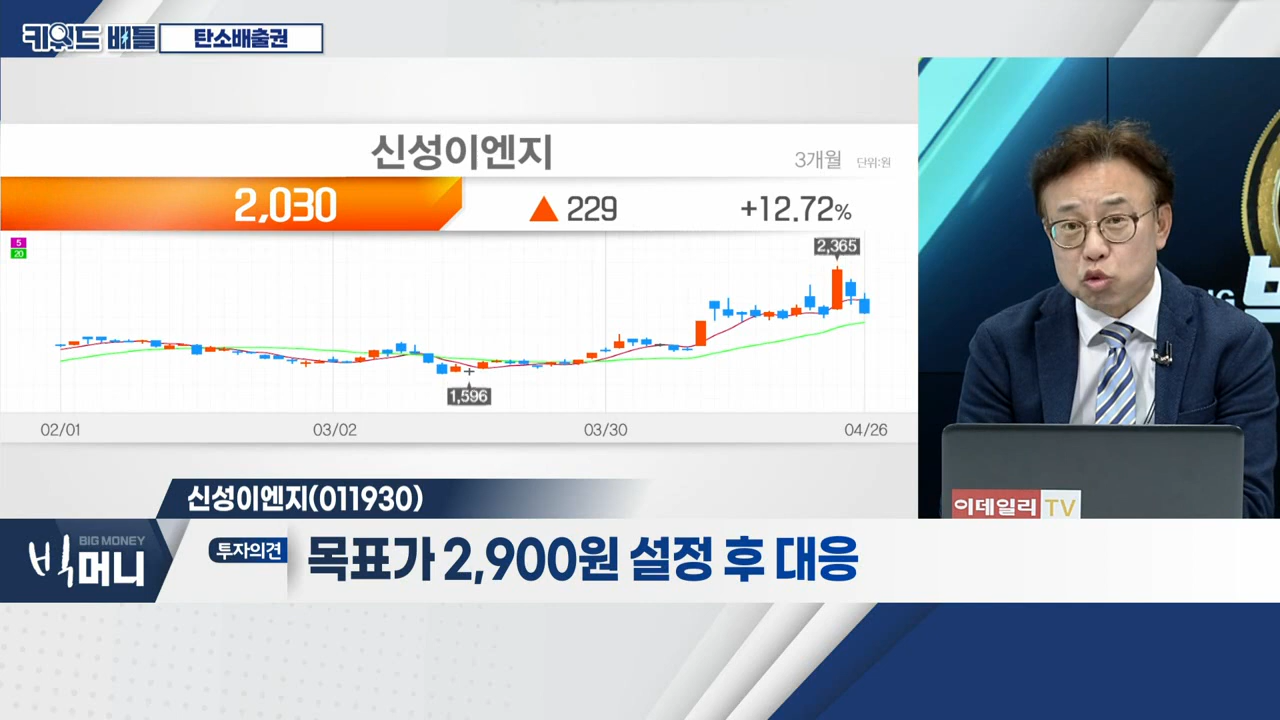 키워드 배틀 탄소배출권
신성이엔지
3개월 단위:원
2,030 ▲ 229 +12.72%
5
20
2,365
1,596
02/01 03/02 03/30 04/26
신성이엔지(011930)
BIG MONEY
빅머니
투자의견 목표가 2,900원 설정 후 대응
이데일리TV